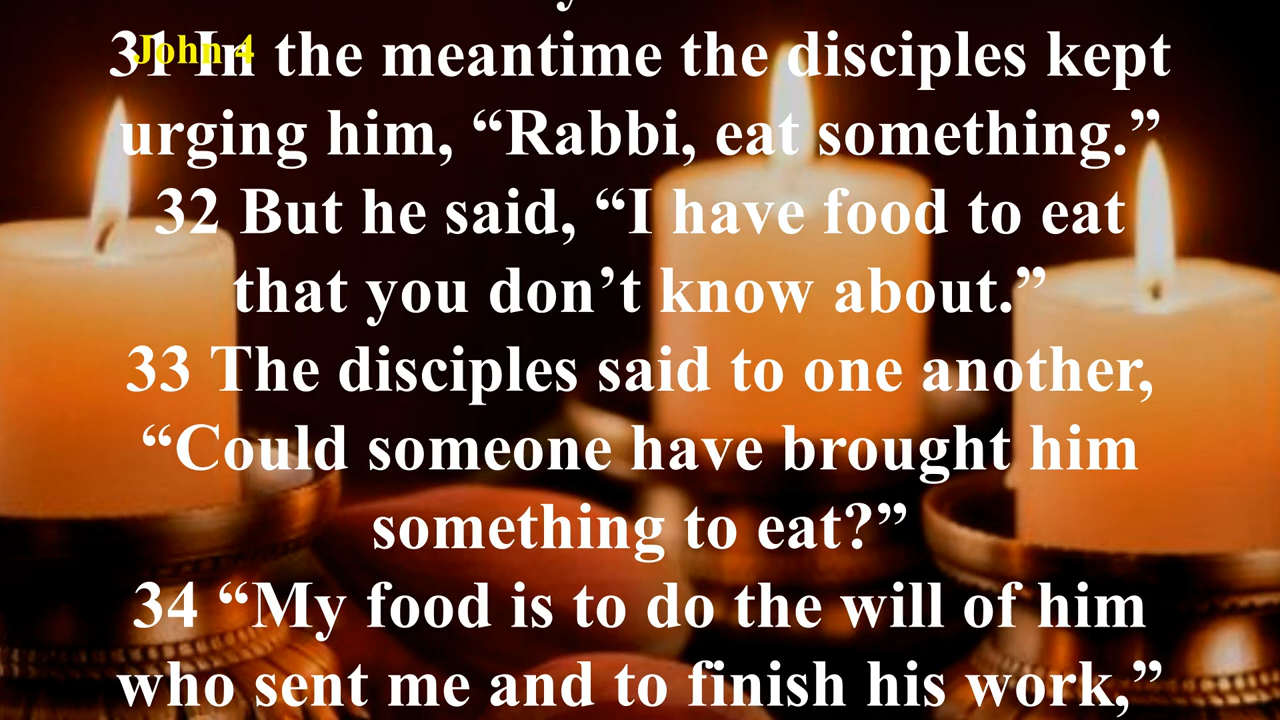 John 4
31 In the meantime the disciples kept
urging him, “Rabbi, eat something.”
32 But he said, “I have food to eat
that you don’t know about.”
33 The disciples said to one another,
“Could someone have brought him
something to eat?”
34 “My food is to do the will of him
who sent me and to finish his work,”